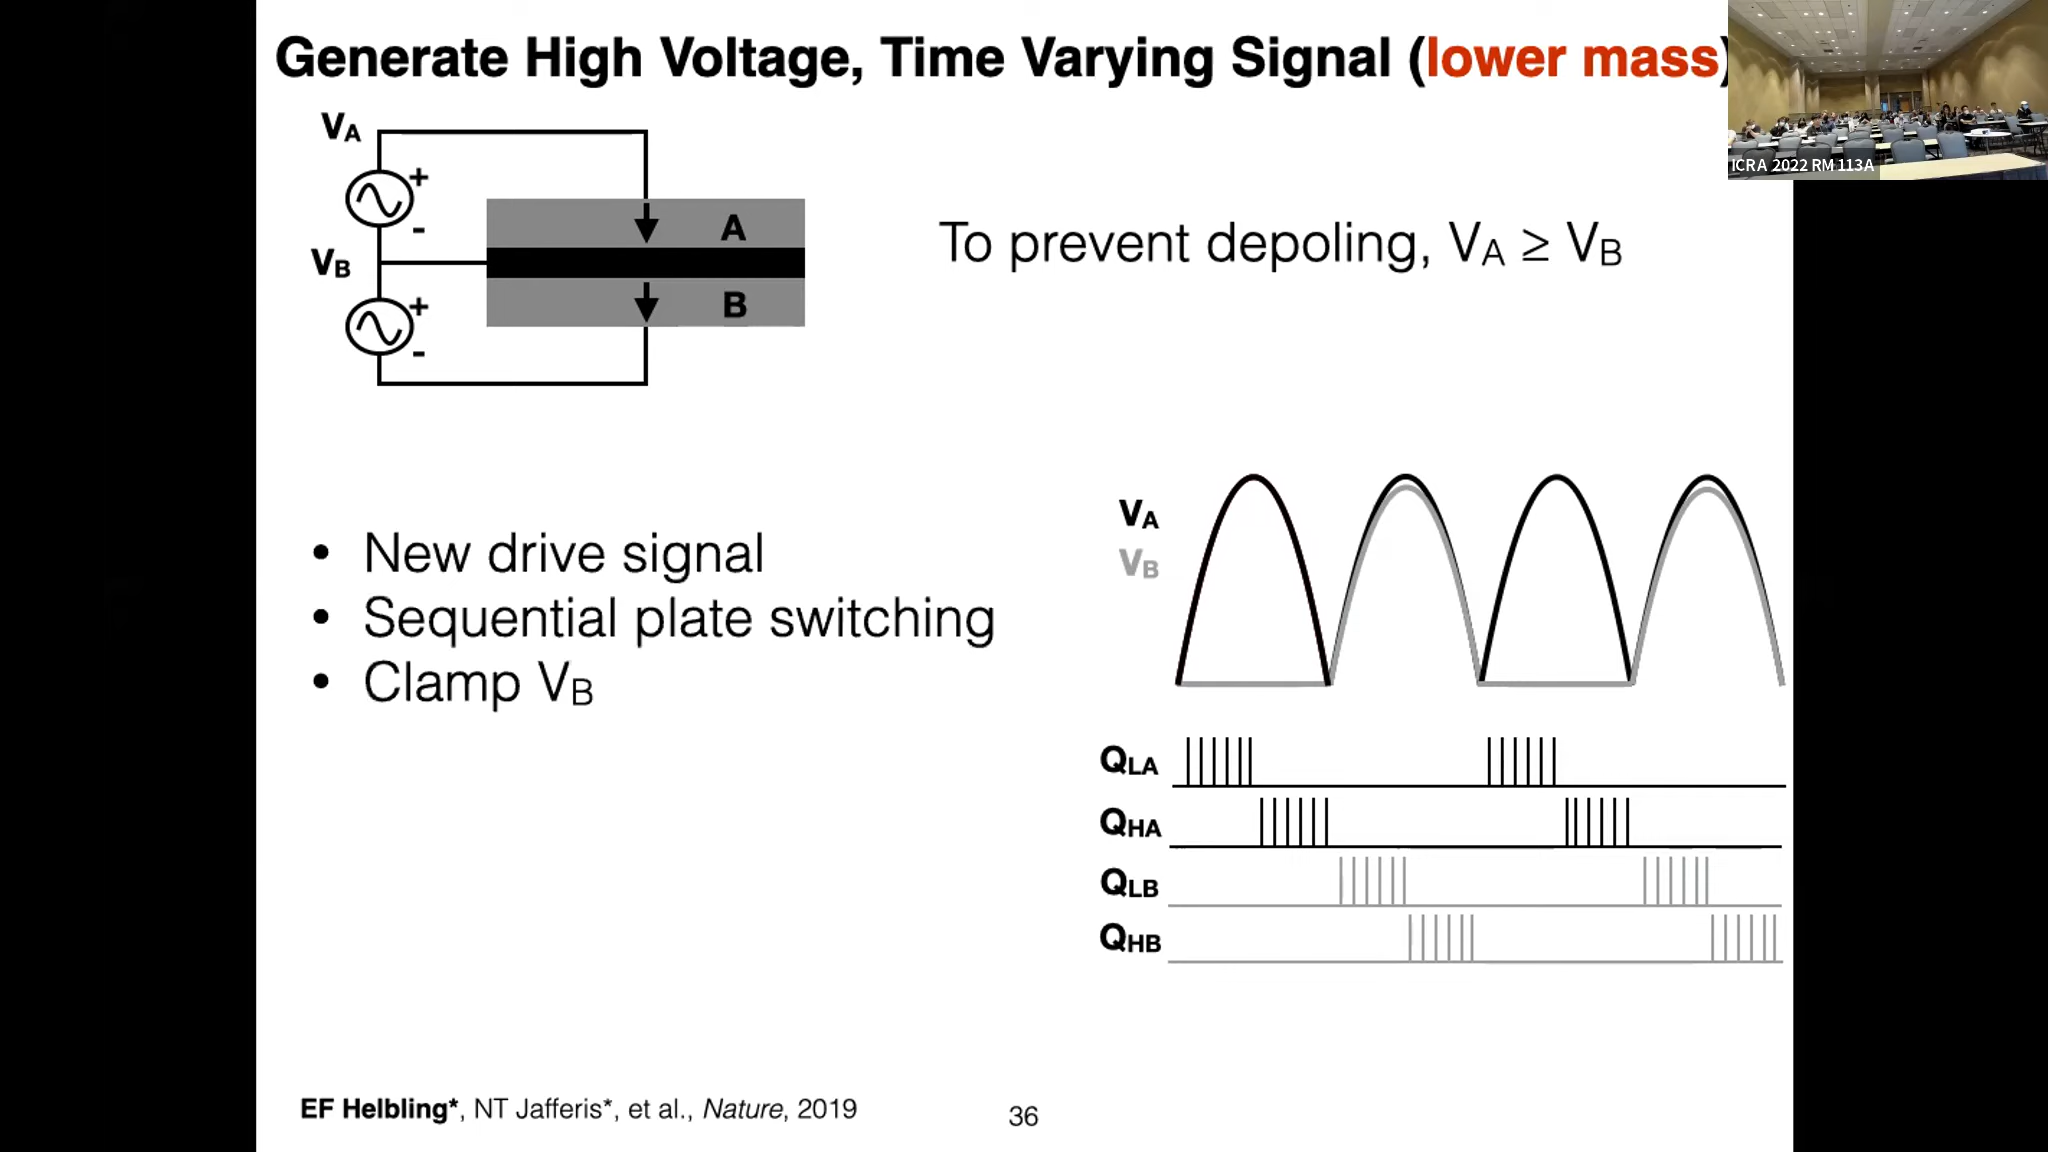 Generate High Voltage, Time Varying Signal (lower mass)
ICRA 2022 RM 113A
VA
+
-
VB
+
-
A
B
To prevent depoling, VA ≥ VB
• New drive signal
• Sequential plate switching
• Clamp VB
VA
VB
QLA
QHA
QLB
QHB
EF Helbling*, NT Jafferis*, et al., Nature, 2019
36